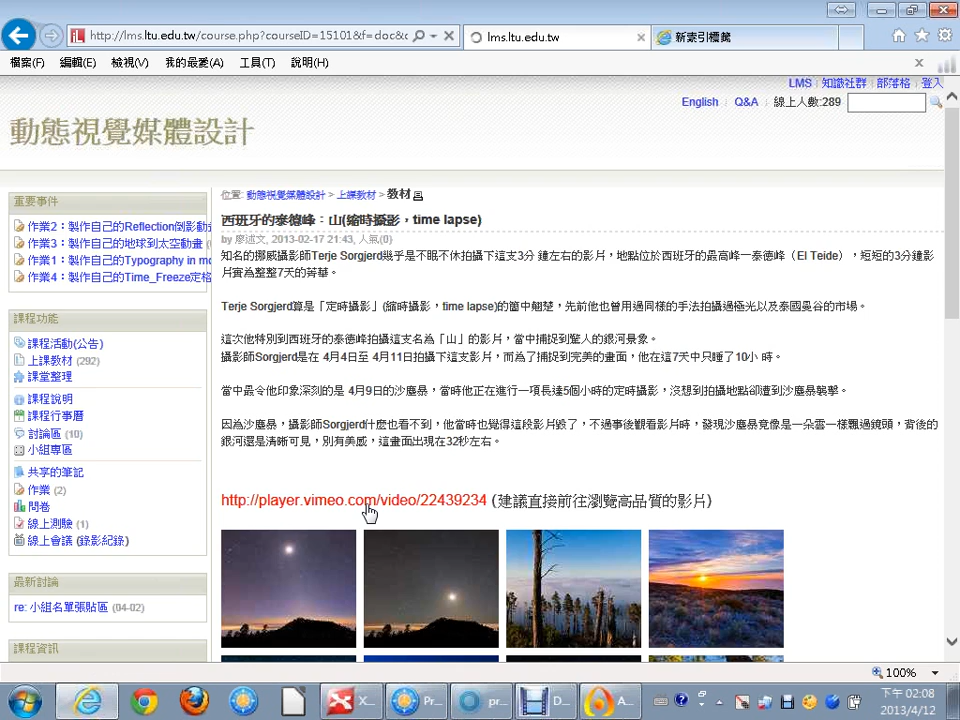 http://lms.ltu.edu.tw/course.php?courseID=15101&f=doc&c
lms.ltu.edu.tw
新索引標籤
檔案(F) 編輯(E) 檢視(V) 我的最愛(A) 工具(T) 說明(H)
LMS | 知識社群 | 部落格 | 登入
English | Q&A | 線上人數:289
動態視覺媒體設計
重要事件
作業2：製作自己的Reflection倒影動
作業3：製作自己的地球到太空動畫
作業1：製作自己的Typography in mo
作業4：製作自己的Time_Freeze定格
課程功能
課程活動(公告)
上課教材 (292)
課堂整理
課程說明
課程行事曆
討論區 (10)
小組專區
共享的筆記
作業 (2)
問卷
線上測驗 (1)
線上會議 (錄影紀錄)
最新討論
re: 小組名單張貼區 (04-02)
課程資訊
位置: 動態視覺媒體設計 > 上課教材 > 教材
西班牙的泰德峰：山(縮時攝影，time lapse)
by 廖述文, 2013-02-17 21:43, 人氣(0)
知名的挪威攝影師Terje Sorgjerd幾乎是不眠不休拍攝下這支3分 鐘左右的影片，地點位於西班牙的最高峰－泰德峰（El Teide），短短的3分鐘影
片實為整整7天的菁華。
Terje Sorgjerd算是「定時攝影」(縮時攝影，time lapse)的箇中翹楚，先前他也曾用過同樣的手法拍攝過極光以及泰國曼谷的市場。
這次他特別到西班牙的泰德峰拍攝這支名為「山」的影片，當中捕捉到驚人的銀河景象。
攝影師Sorgjerd是在 4月4日至 4月11日拍攝下這支影片，而為了捕捉到完美的畫面，他在這7天中只睡了10小 時。
當中最令他印象深刻的是 4月9日的沙塵暴，當時他正在進行一項長達5個小時的定時攝影，沒想到拍攝地點卻遭到沙塵暴襲擊。
因為沙塵暴，攝影師Sorgjerd什麼也看不到，他當時也覺得這段影片毀了，不過事後觀看影片時，發現沙塵暴竟像是一朵雲一樣飄過鏡頭，背後的
銀河還是清晰可見，別有美感，這畫面出現在32秒左右。
http://player.vimeo.com/video/22439234 (建議直接前往瀏覽高品質的影片)
100%
X...
Pr...
pr...
D...
A...
下午 02:08
2013/4/12